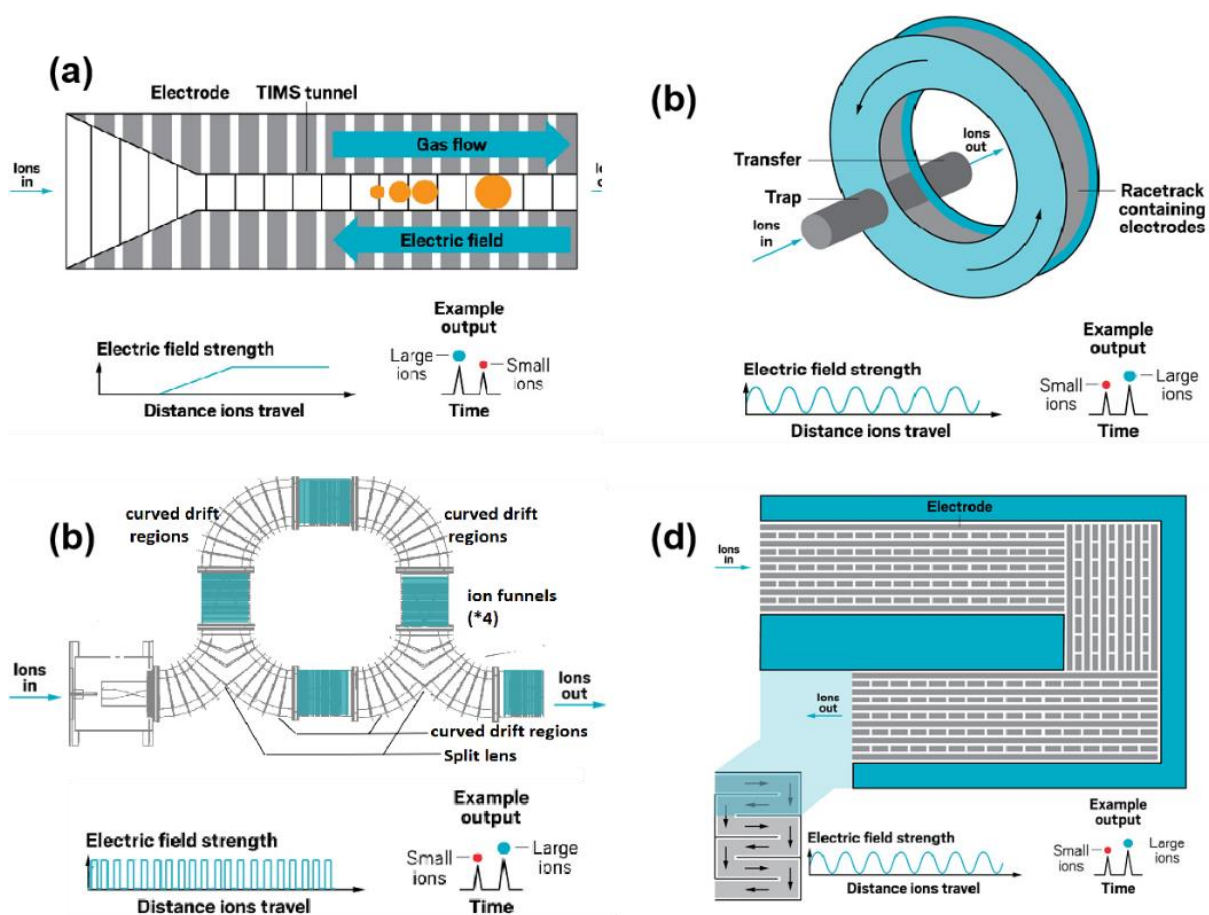 (a)
Electrode
TIMS tunnel
Gas flow
Ions
in
Ions
Electric field
Electric field strength
Distance ions travel
Example
output
Large
ions
Small
ions
Time
(b)
Ions
out
Transfer
Trap
Ions
in
Racetrack
containing
electrodes
Electric field strength
Distance ions travel
Example
output
Small
ions
Large
ions
Time
(b)
curved drift
regions
curved drift
regions
ion funnels
(*4)
Ions
in
Ions
out
curved drift regions
Split lens
Electric field strength
Distance ions travel
Example
output
Small
ions
Large
ions
Time
(d)
Electrode
Ions
in
Ions
out
Electric field strength
Distance ions travel
Example
output
Small
ions
Large
ions
Time